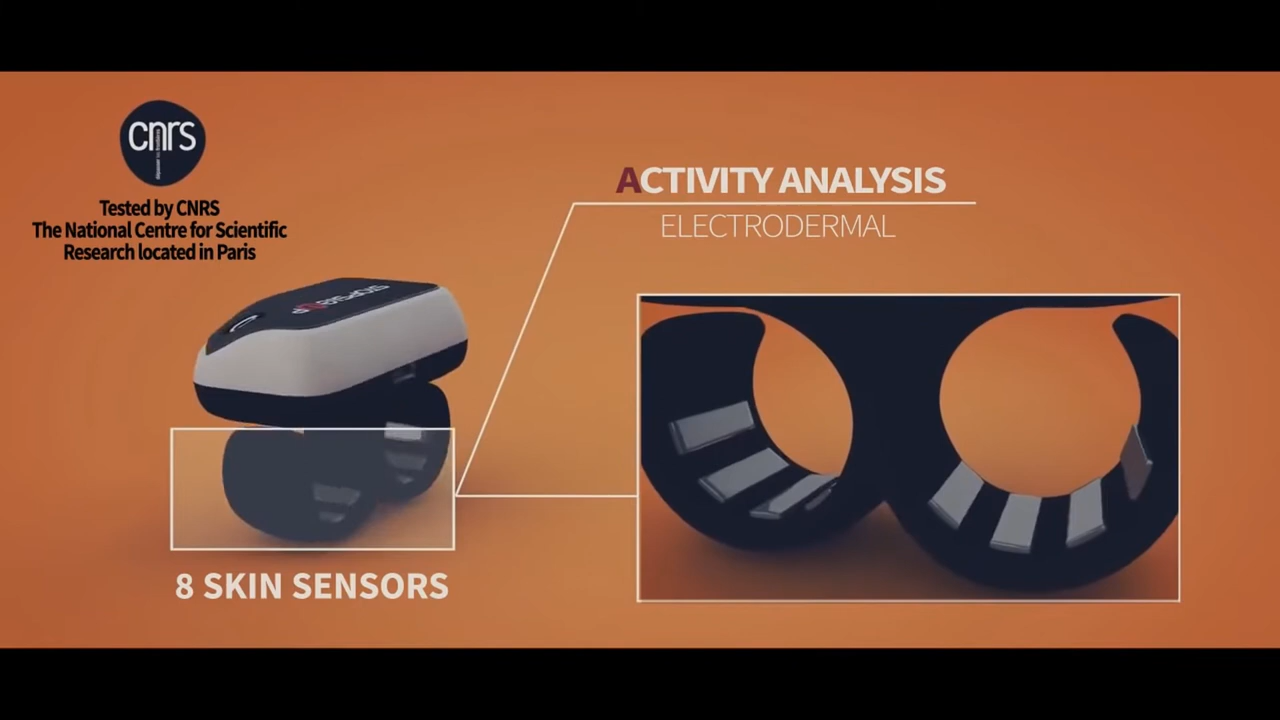 cnrs
Tested by CNRS
The National Centre for Scientific
Research located in Paris
ACTIVITY ANALYSIS
ELECTRODERMAL
8 SKIN SENSORS